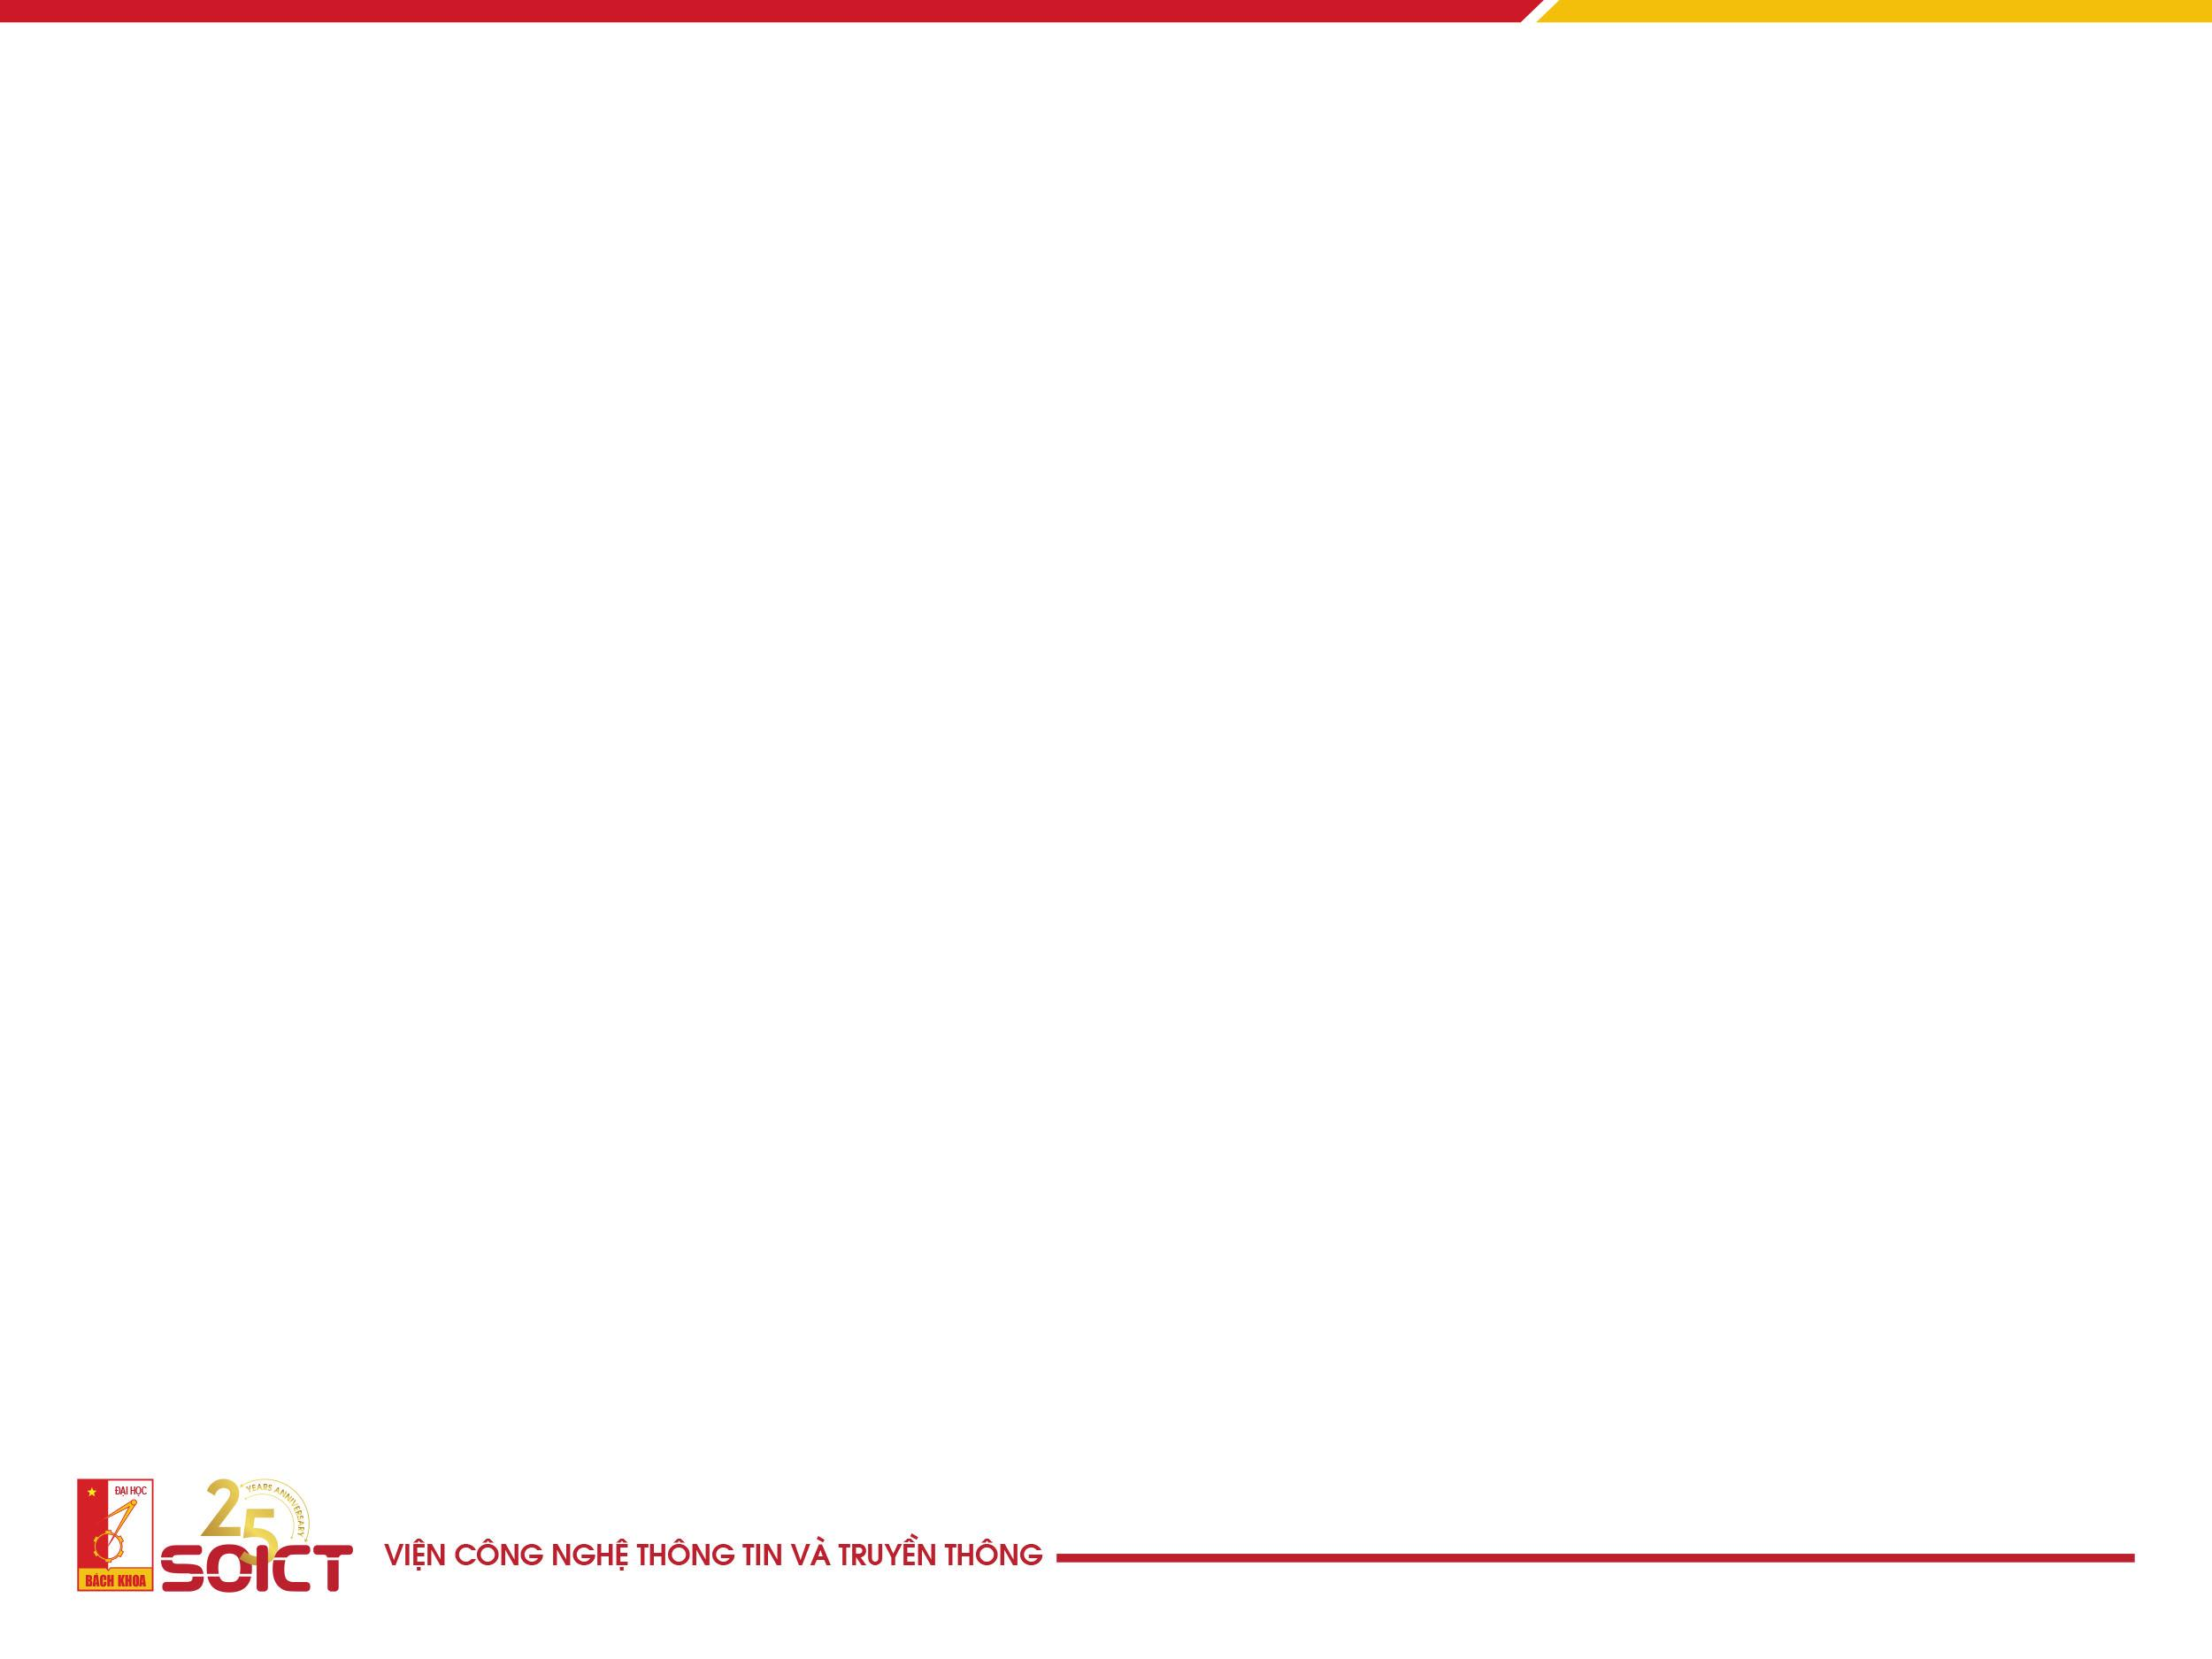 ĐẠI HỌC
BÁCH KHOA
25
YEARS ANNIVERSARY
SOICT
VIỆN CÔNG NGHỆ THÔNG TIN VÀ TRUYỀN THÔNG